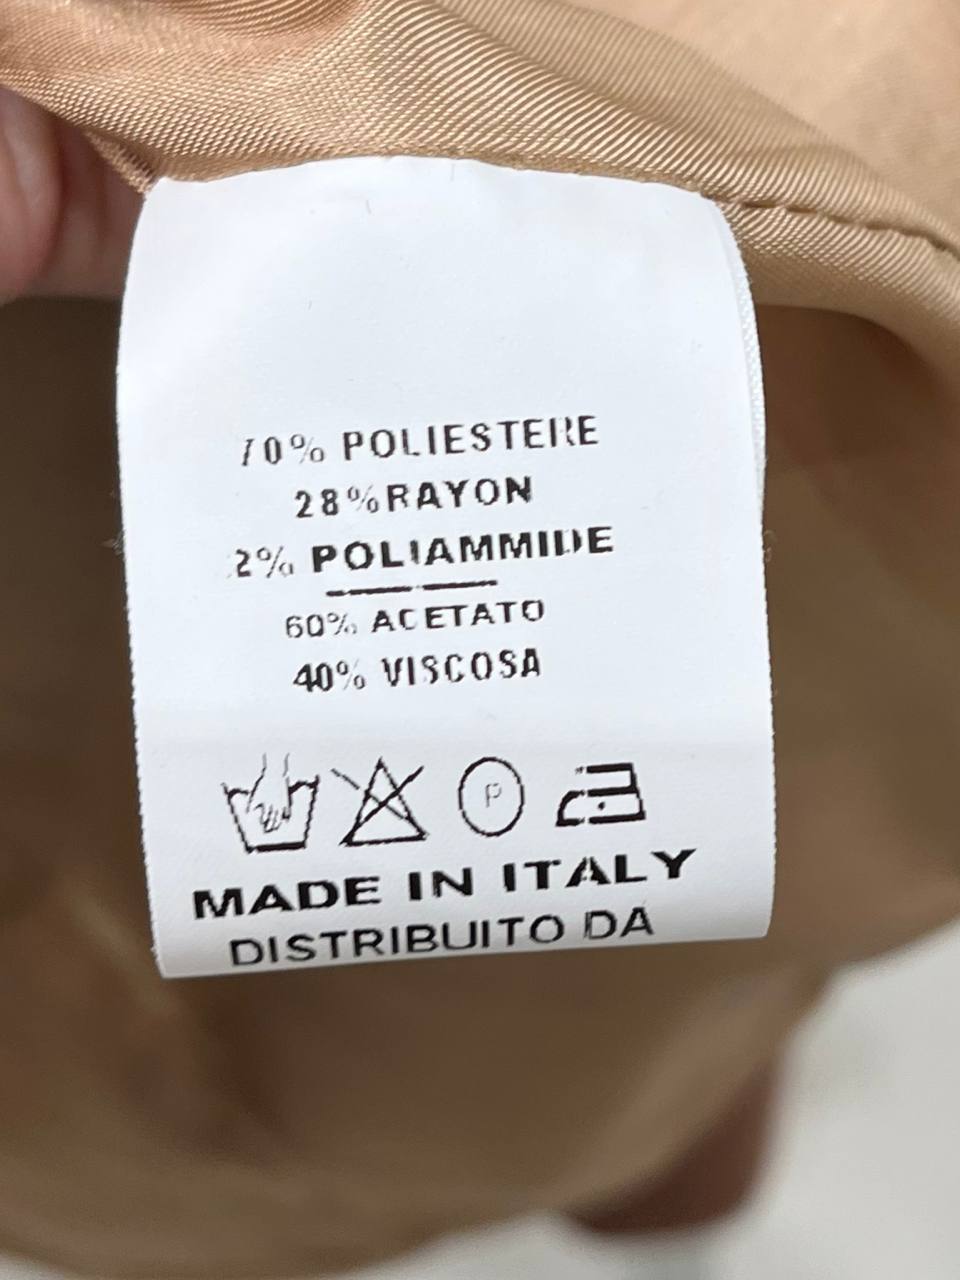 70% POLIESTERE
28%RAYON
2% POLIAMMIDE
60% ACETATO
40% VISCOSA
P
MADE IN ITALY
DISTRIBUITO DA